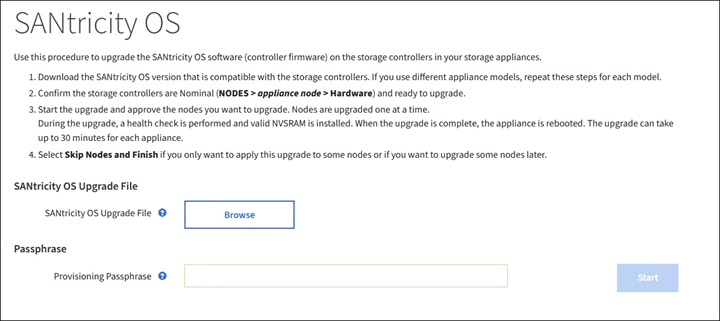 SANtricity OS
Use this procedure to upgrade the SANtricity OS software (controller firmware) on the storage controllers in your storage appliances.
1. Download the SANtricity OS version that is compatible with the storage controllers. If you use different appliance models, repeat these steps for each model.
2. Confirm the storage controllers are Nominal (NODES > appliance node > Hardware) and ready to upgrade.
3. Start the upgrade and approve the nodes you want to upgrade. Nodes are upgraded one at a time.
During the upgrade, a health check is performed and valid NVSRAM is installed. When the upgrade is complete, the appliance is rebooted. The upgrade can take
up to 30 minutes for each appliance.
4. Select Skip Nodes and Finish if you only want to apply this upgrade to some nodes or if you want to upgrade some nodes later.
SANtricity OS Upgrade File
SANtricity OS Upgrade File ? Browse
Passphrase
Provisioning Passphrase ? Start